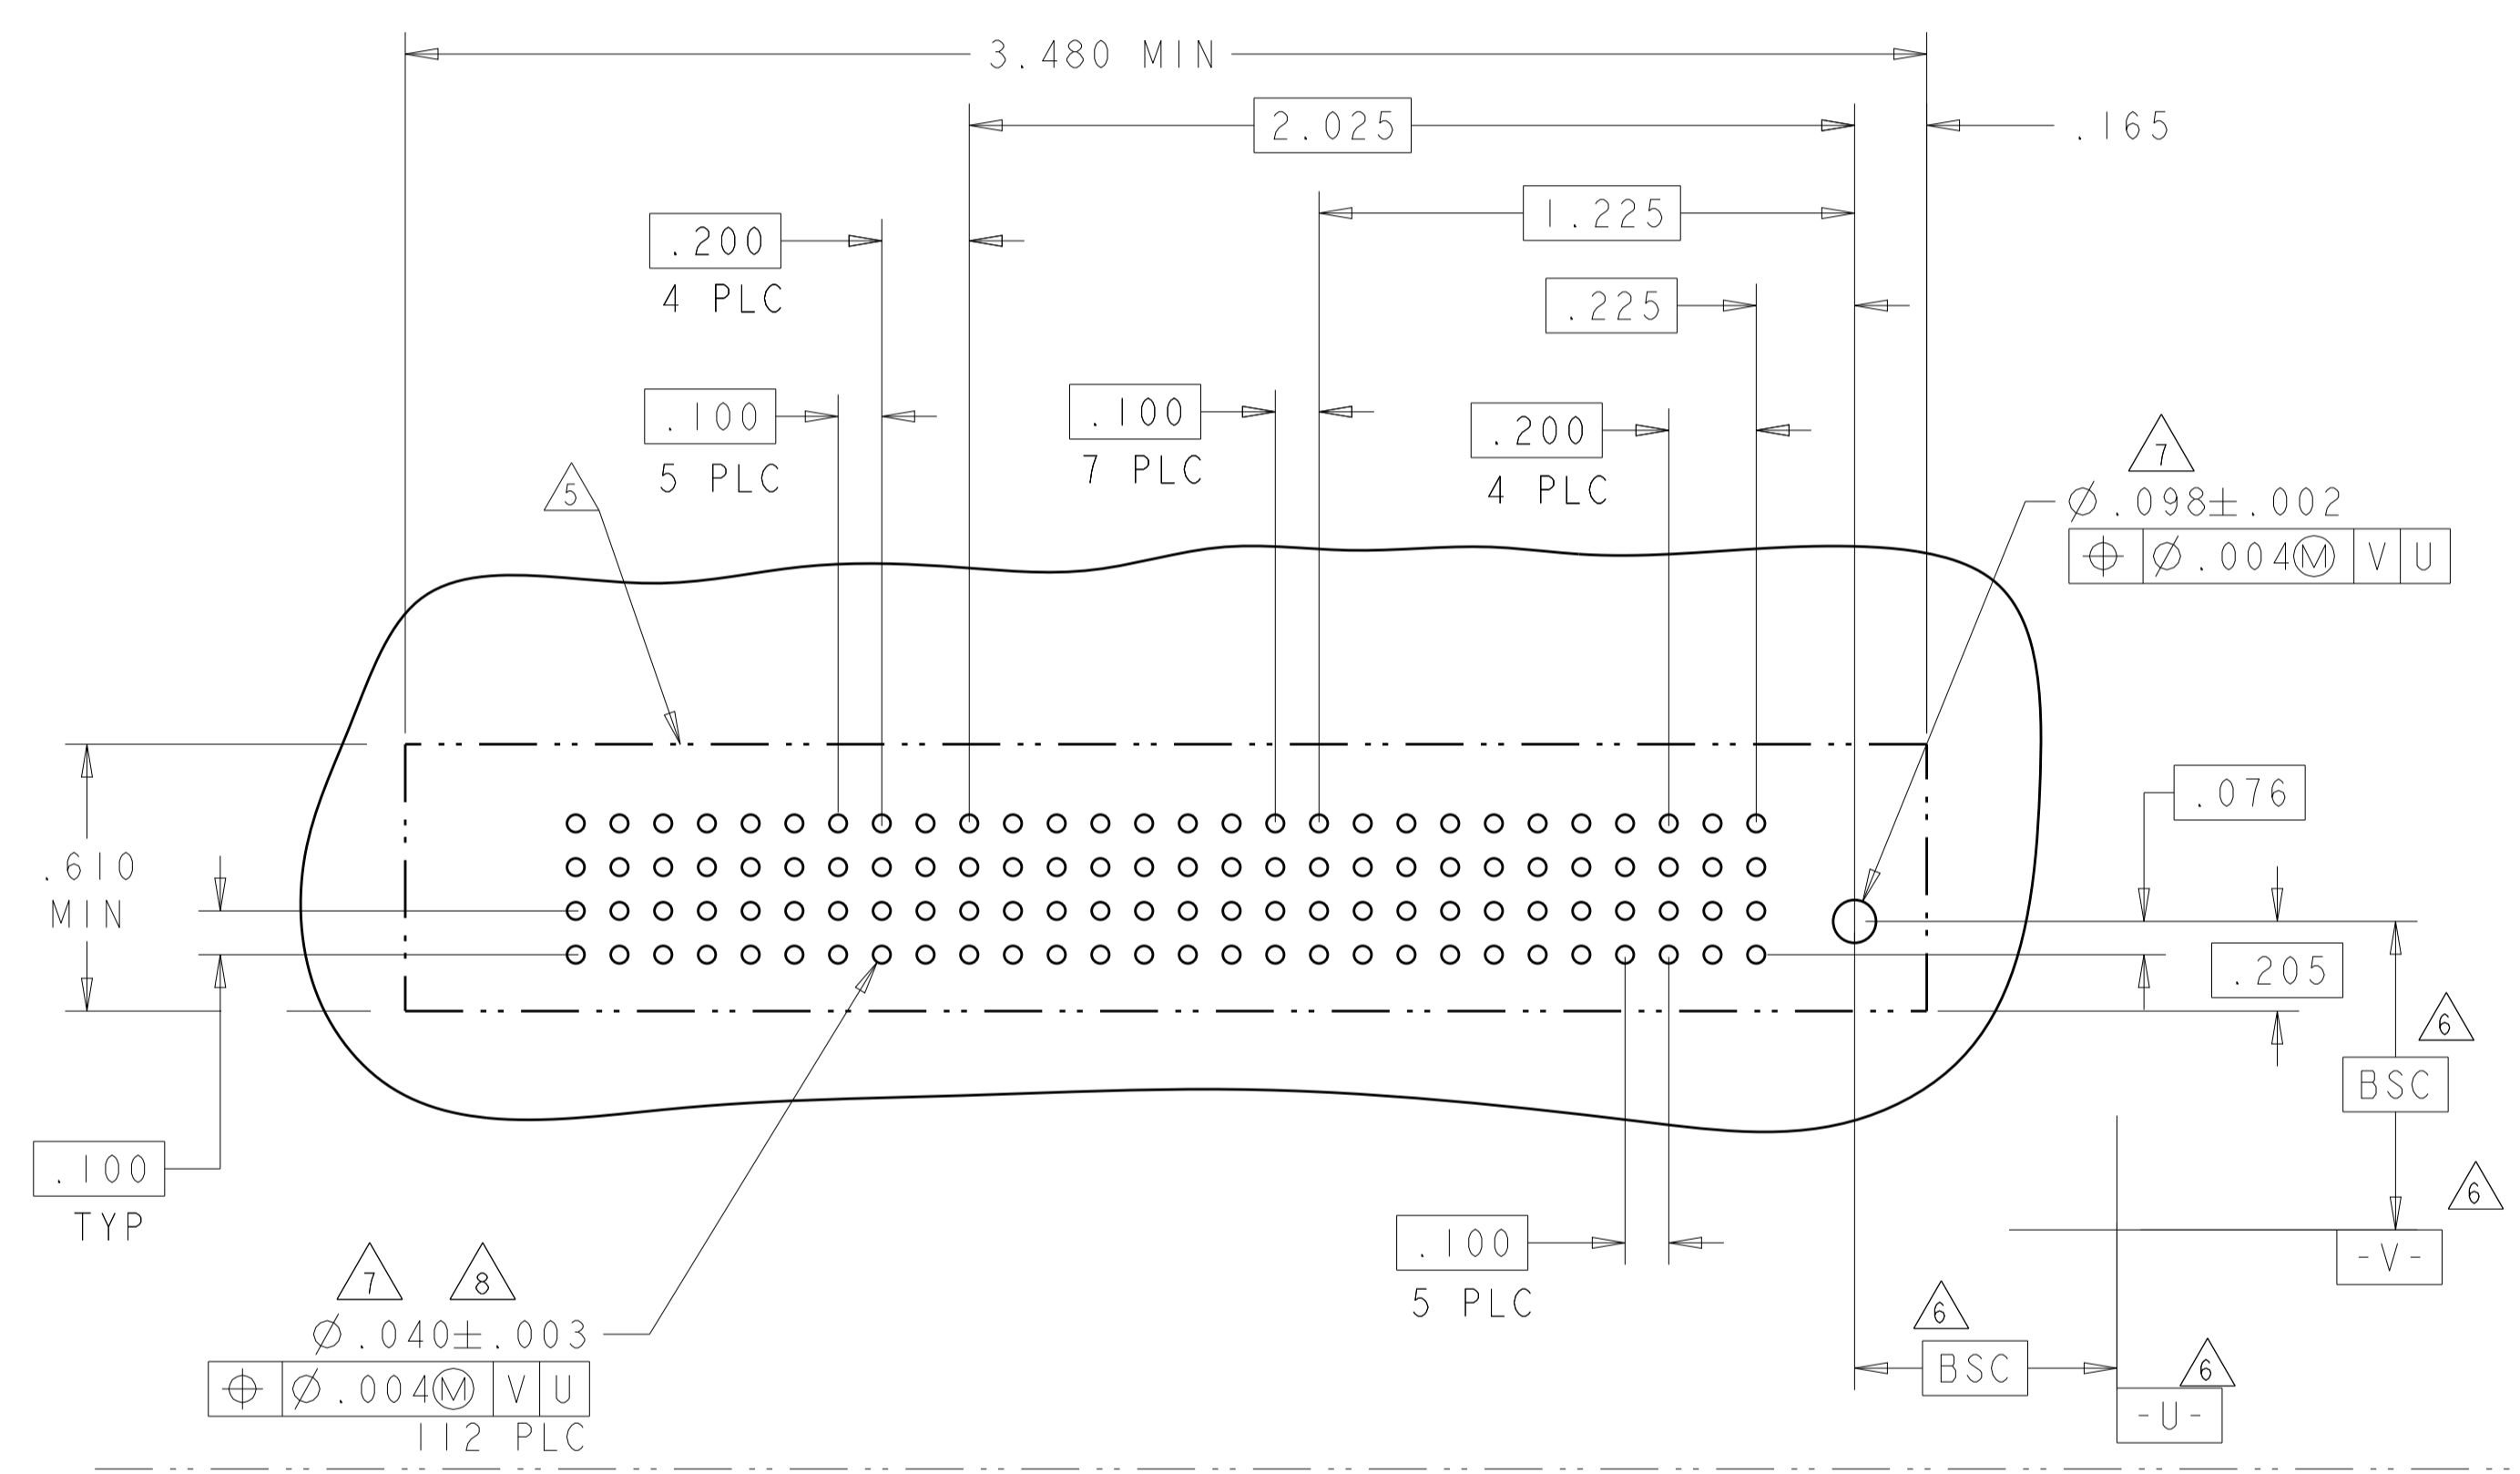 3.480 MIN
2.025
.165
1.225
.200
4 PLC
.225
.100
5 PLC
.100
7 PLC
.200
4 PLC
5
7
⌀.098±.002
⌖ ⌀.004Ⓜ V U
.076
.610
MIN
.205
6
BSC
.100
TYP
6
-V-
.100
5 PLC
7 8
⌀.040±.003
⌖ ⌀.004Ⓜ V U
112 PLC
6
BSC
6
-U-